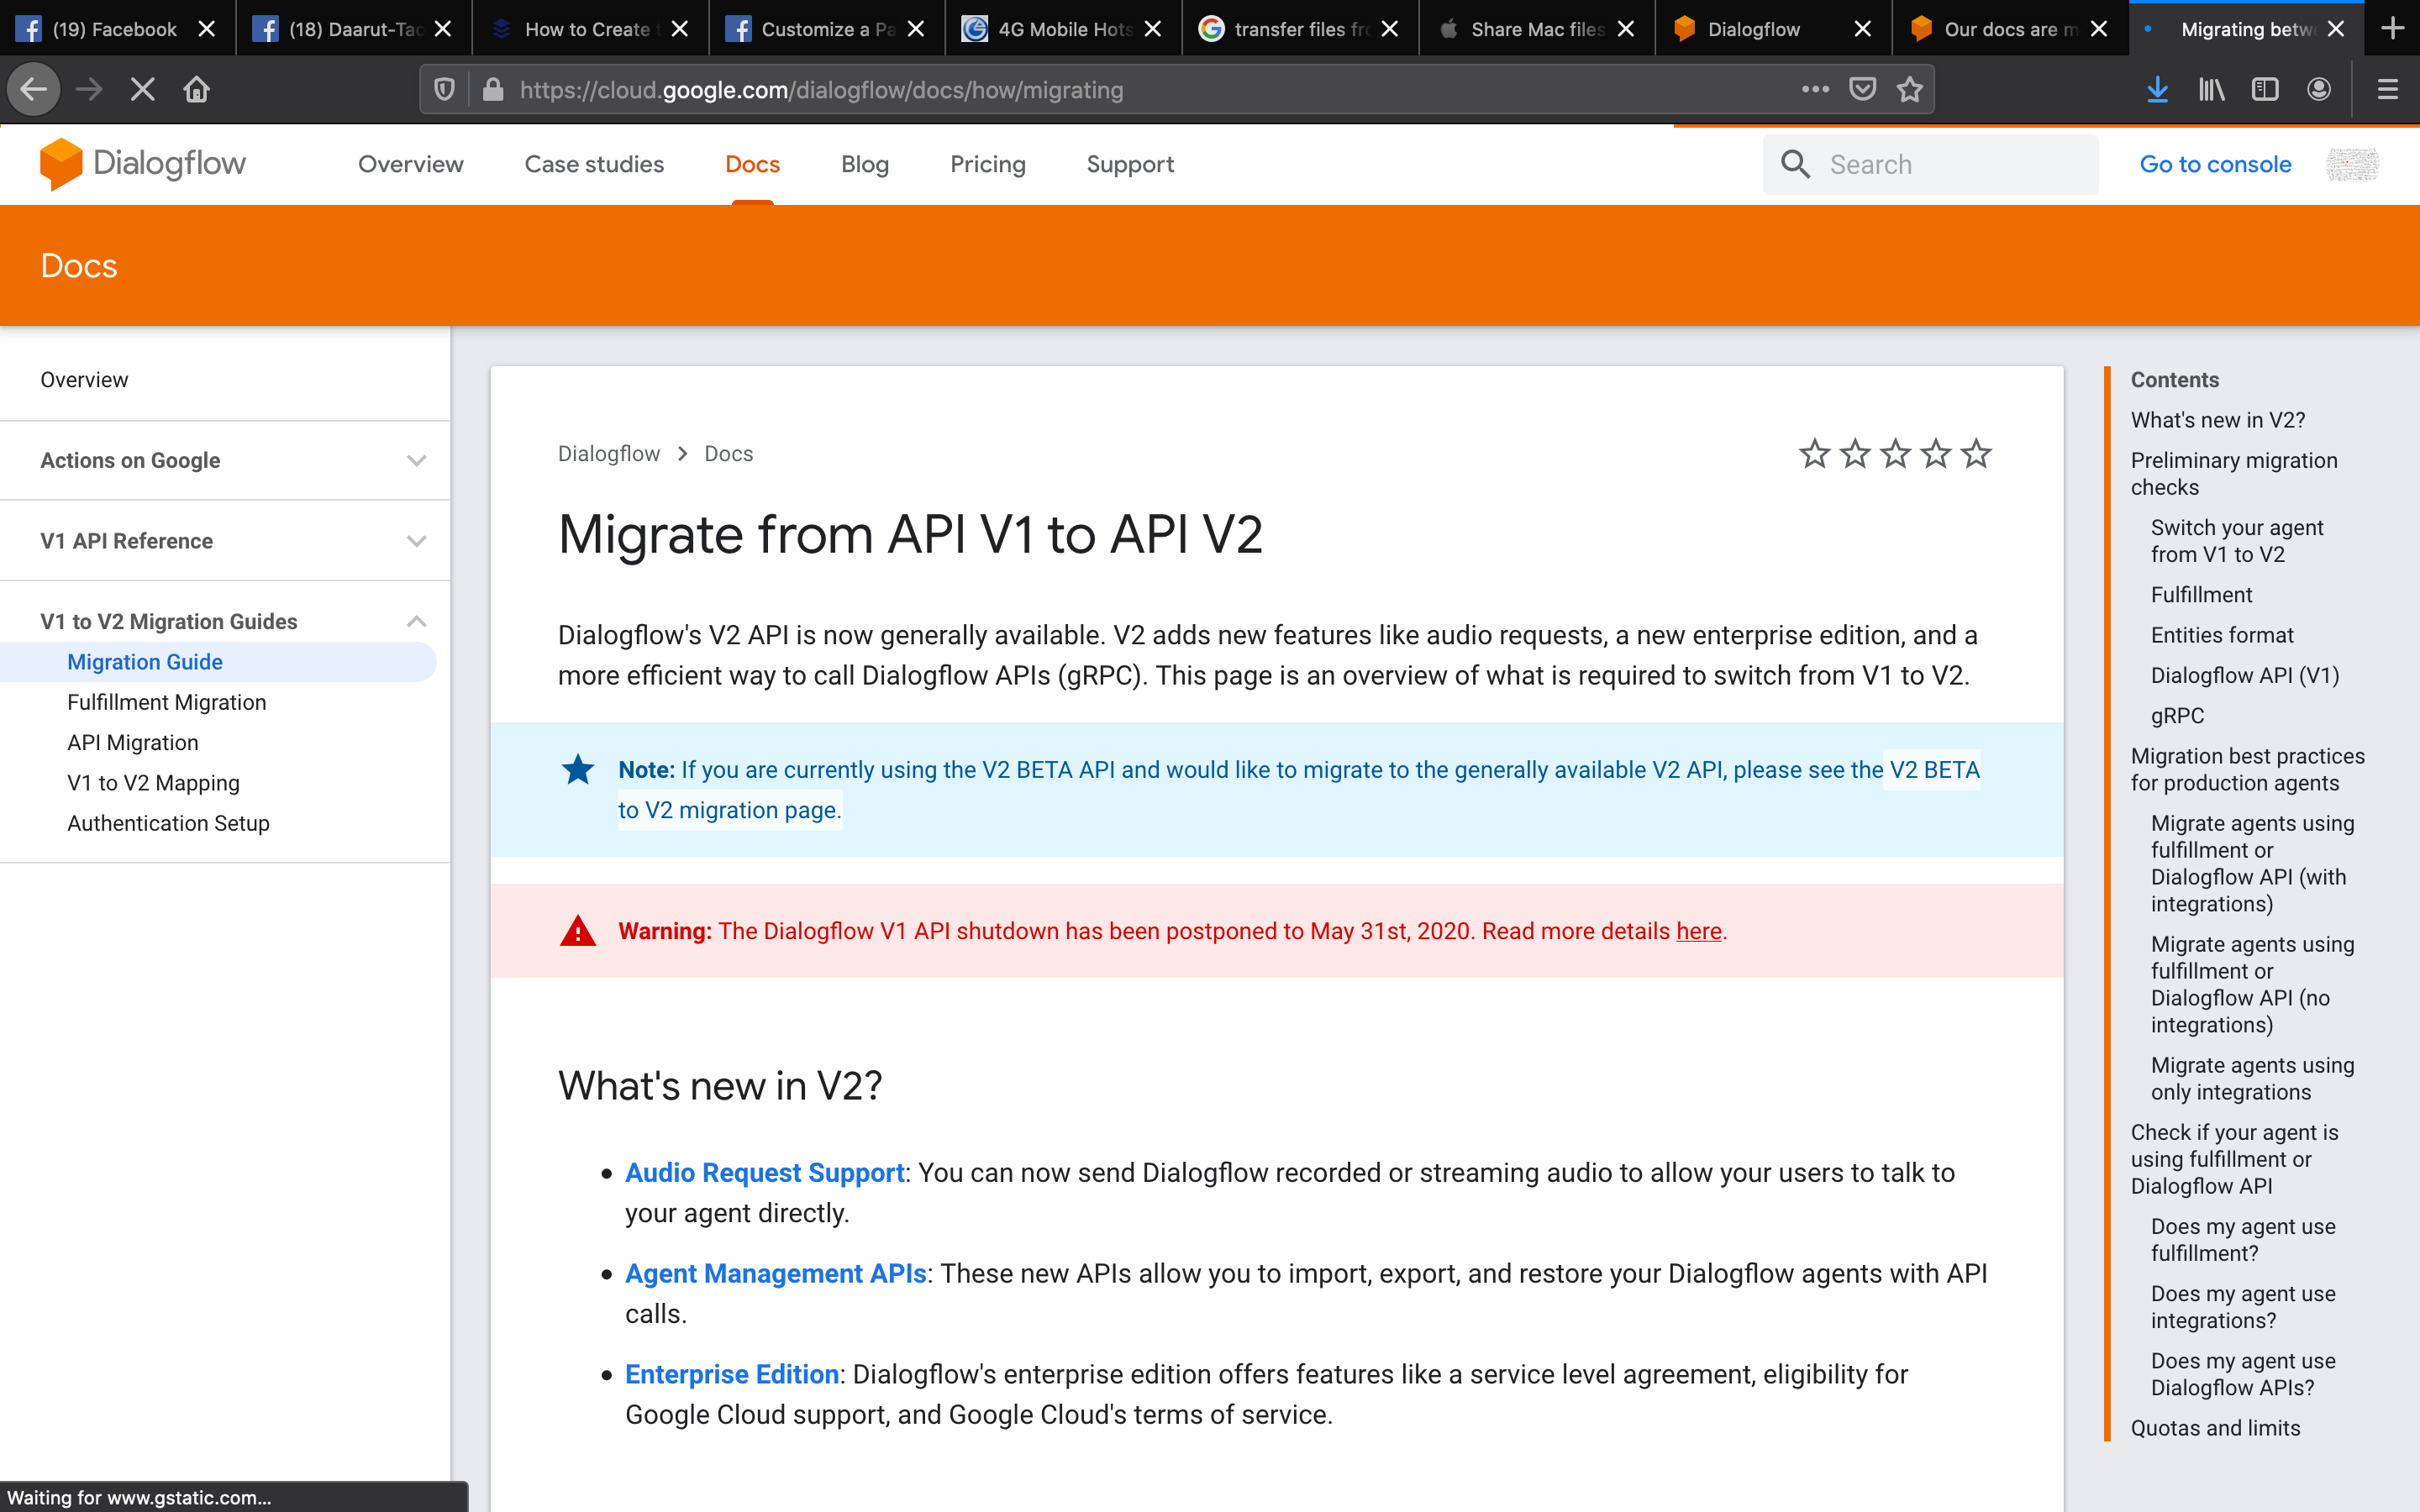 (19) Facebook
(18) Daarut-Tac
How to Create t
Customize a Pa
4G Mobile Hots
transfer files fro
Share Mac files
Dialogflow
Our docs are m
Migrating betwe
https://cloud.google.com/dialogflow/docs/how/migrating
Dialogflow
Overview
Case studies
Docs
Blog
Pricing
Support
Search
Go to console
Docs
Overview
Actions on Google
V1 API Reference
V1 to V2 Migration Guides
Migration Guide
Fulfillment Migration
API Migration
V1 to V2 Mapping
Authentication Setup
Dialogflow > Docs
Migrate from API V1 to API V2
Dialogflow's V2 API is now generally available. V2 adds new features like audio requests, a new enterprise edition, and a
more efficient way to call Dialogflow APIs (gRPC). This page is an overview of what is required to switch from V1 to V2.
Note: If you are currently using the V2 BETA API and would like to migrate to the generally available V2 API, please see the V2 BETA
to V2 migration page.
Warning: The Dialogflow V1 API shutdown has been postponed to May 31st, 2020. Read more details here.
What's new in V2?
Audio Request Support: You can now send Dialogflow recorded or streaming audio to allow your users to talk to
your agent directly.
Agent Management APIs: These new APIs allow you to import, export, and restore your Dialogflow agents with API
calls.
Enterprise Edition: Dialogflow's enterprise edition offers features like a service level agreement, eligibility for
Google Cloud support, and Google Cloud's terms of service.
Contents
What's new in V2?
Preliminary migration
checks
Switch your agent
from V1 to V2
Fulfillment
Entities format
Dialogflow API (V1)
gRPC
Migration best practices
for production agents
Migrate agents using
fulfillment or
Dialogflow API (with
integrations)
Migrate agents using
fulfillment or
Dialogflow API (no
integrations)
Migrate agents using
only integrations
Check if your agent is
using fulfillment or
Dialogflow API
Does my agent use
fulfillment?
Does my agent use
integrations?
Does my agent use
Dialogflow APIs?
Quotas and limits
Waiting for www.gstatic.com...